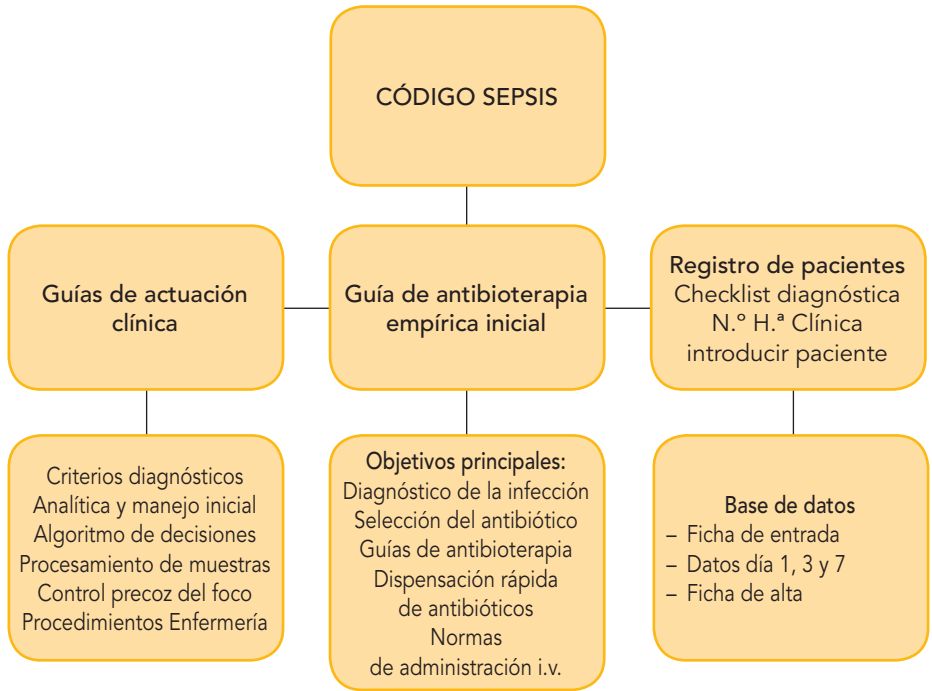 CÓDIGO SEPSIS
Guías de actuación
clínica
Guía de antibioterapia
empírica inicial
Registro de pacientes
Checklist diagnóstica
N.º H.ª Clínica
introducir paciente
Criterios diagnósticos
Analítica y manejo inicial
Algoritmo de decisiones
Procesamiento de muestras
Control precoz del foco
Procedimientos Enfermería
Objetivos principales:
Diagnóstico de la infección
Selección del antibiótico
Guías de antibioterapia
Dispensación rápida
de antibióticos
Normas
de administración i.v.
Base de datos
– Ficha de entrada
– Datos día 1, 3 y 7
– Ficha de alta